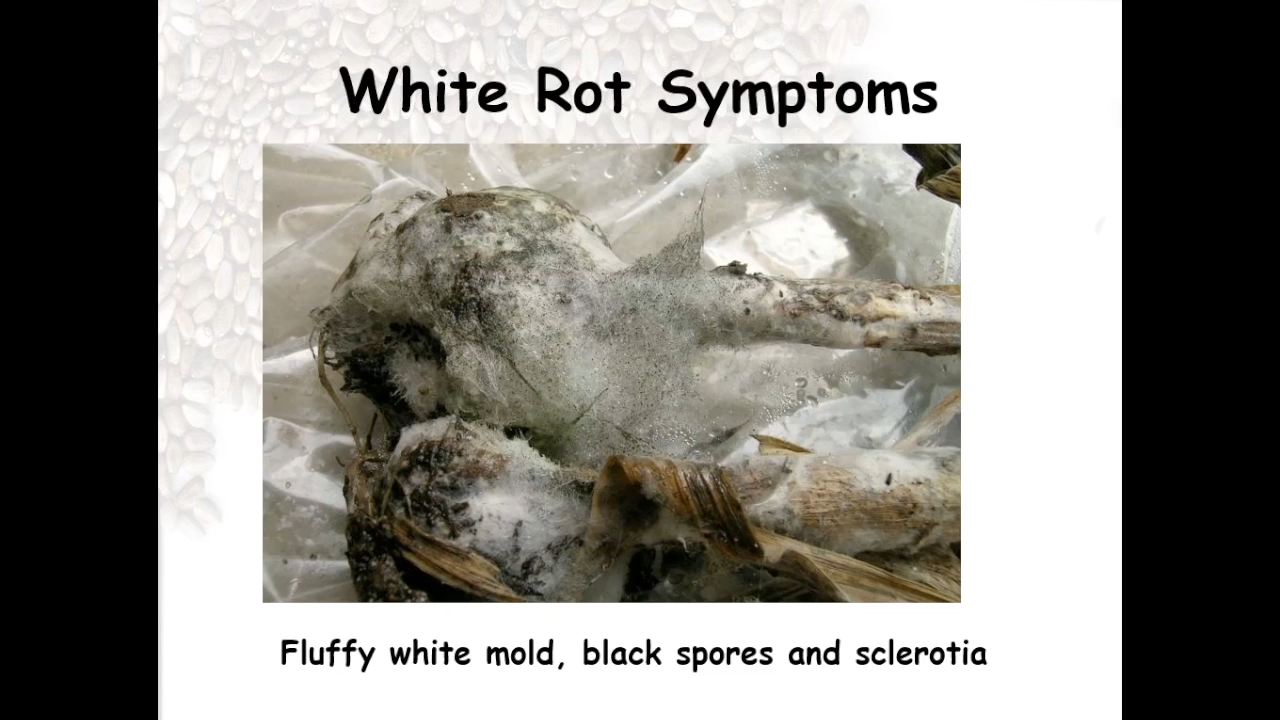 White Rot Symptoms
Fluffy white mold, black spores and sclerotia